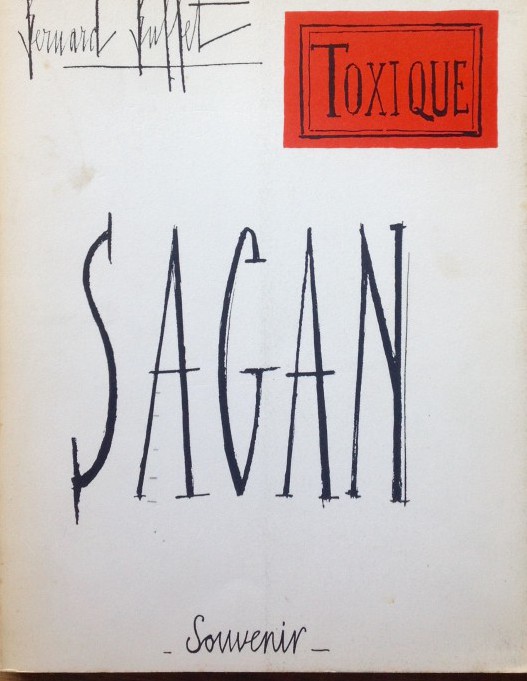 Bernard Buffet
TOXIQUE
SAGAN
_ Souvenir _